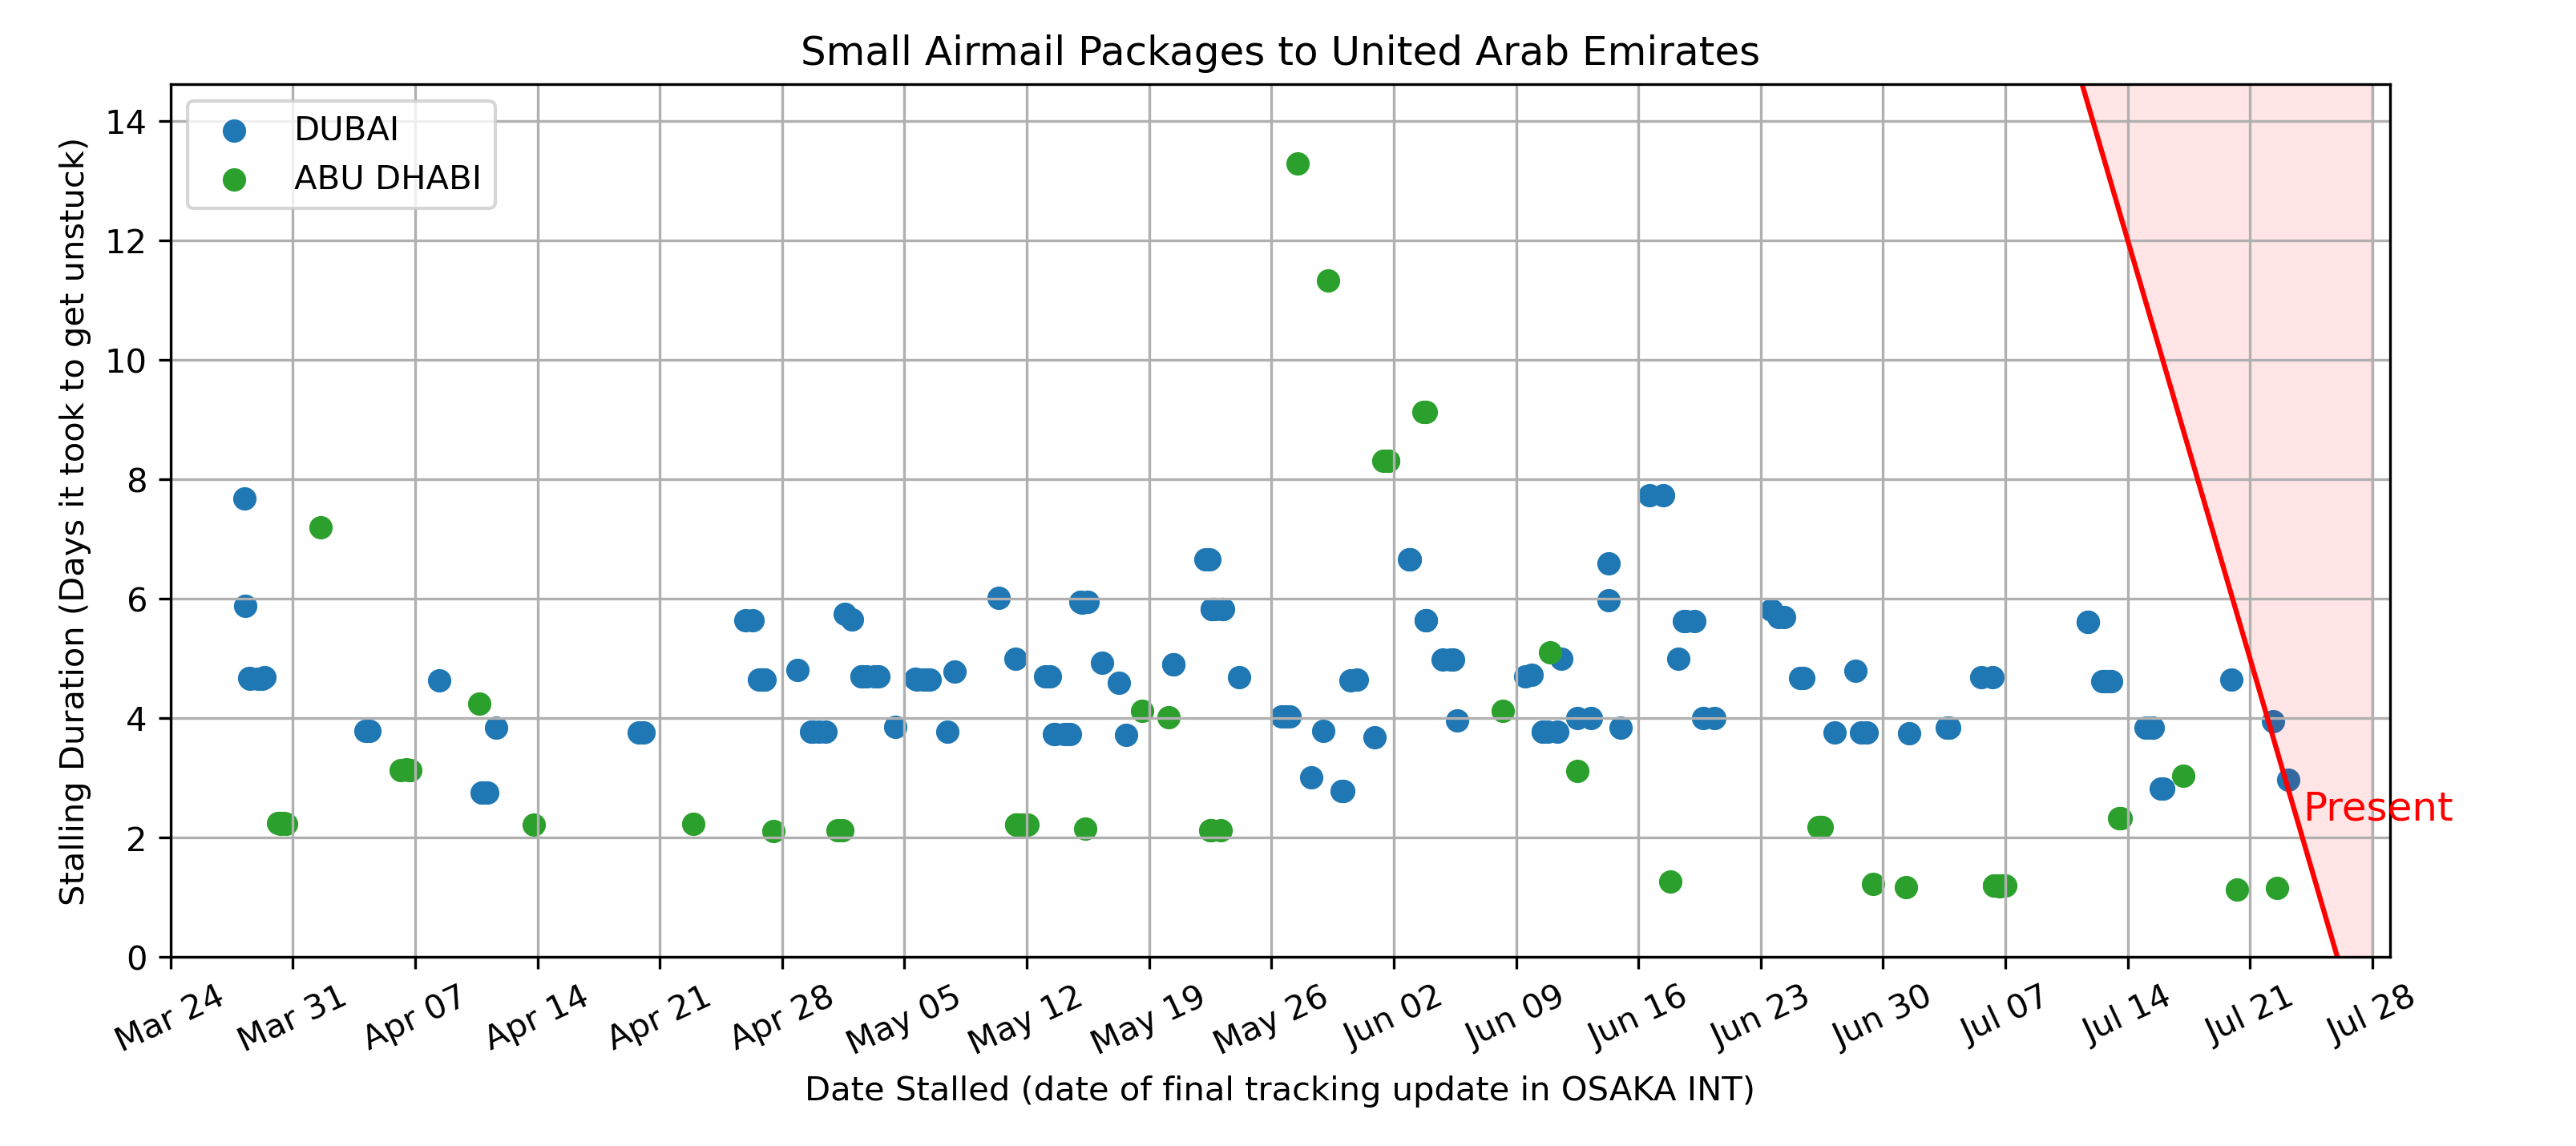 Small Airmail Packages to United Arab Emirates
DUBAI
ABU DHABI
Stalling Duration (Days it took to get unstuck)
14
12
10
8
6
4
2
0
Present
Mar 24 Mar 31 Apr 07 Apr 14 Apr 21 Apr 28 May 05 May 12 May 19 May 26 Jun 02 Jun 09 Jun 16 Jun 23 Jun 30 Jul 07 Jul 14 Jul 21 Jul 28
Date Stalled (date of final tracking update in OSAKA INT)